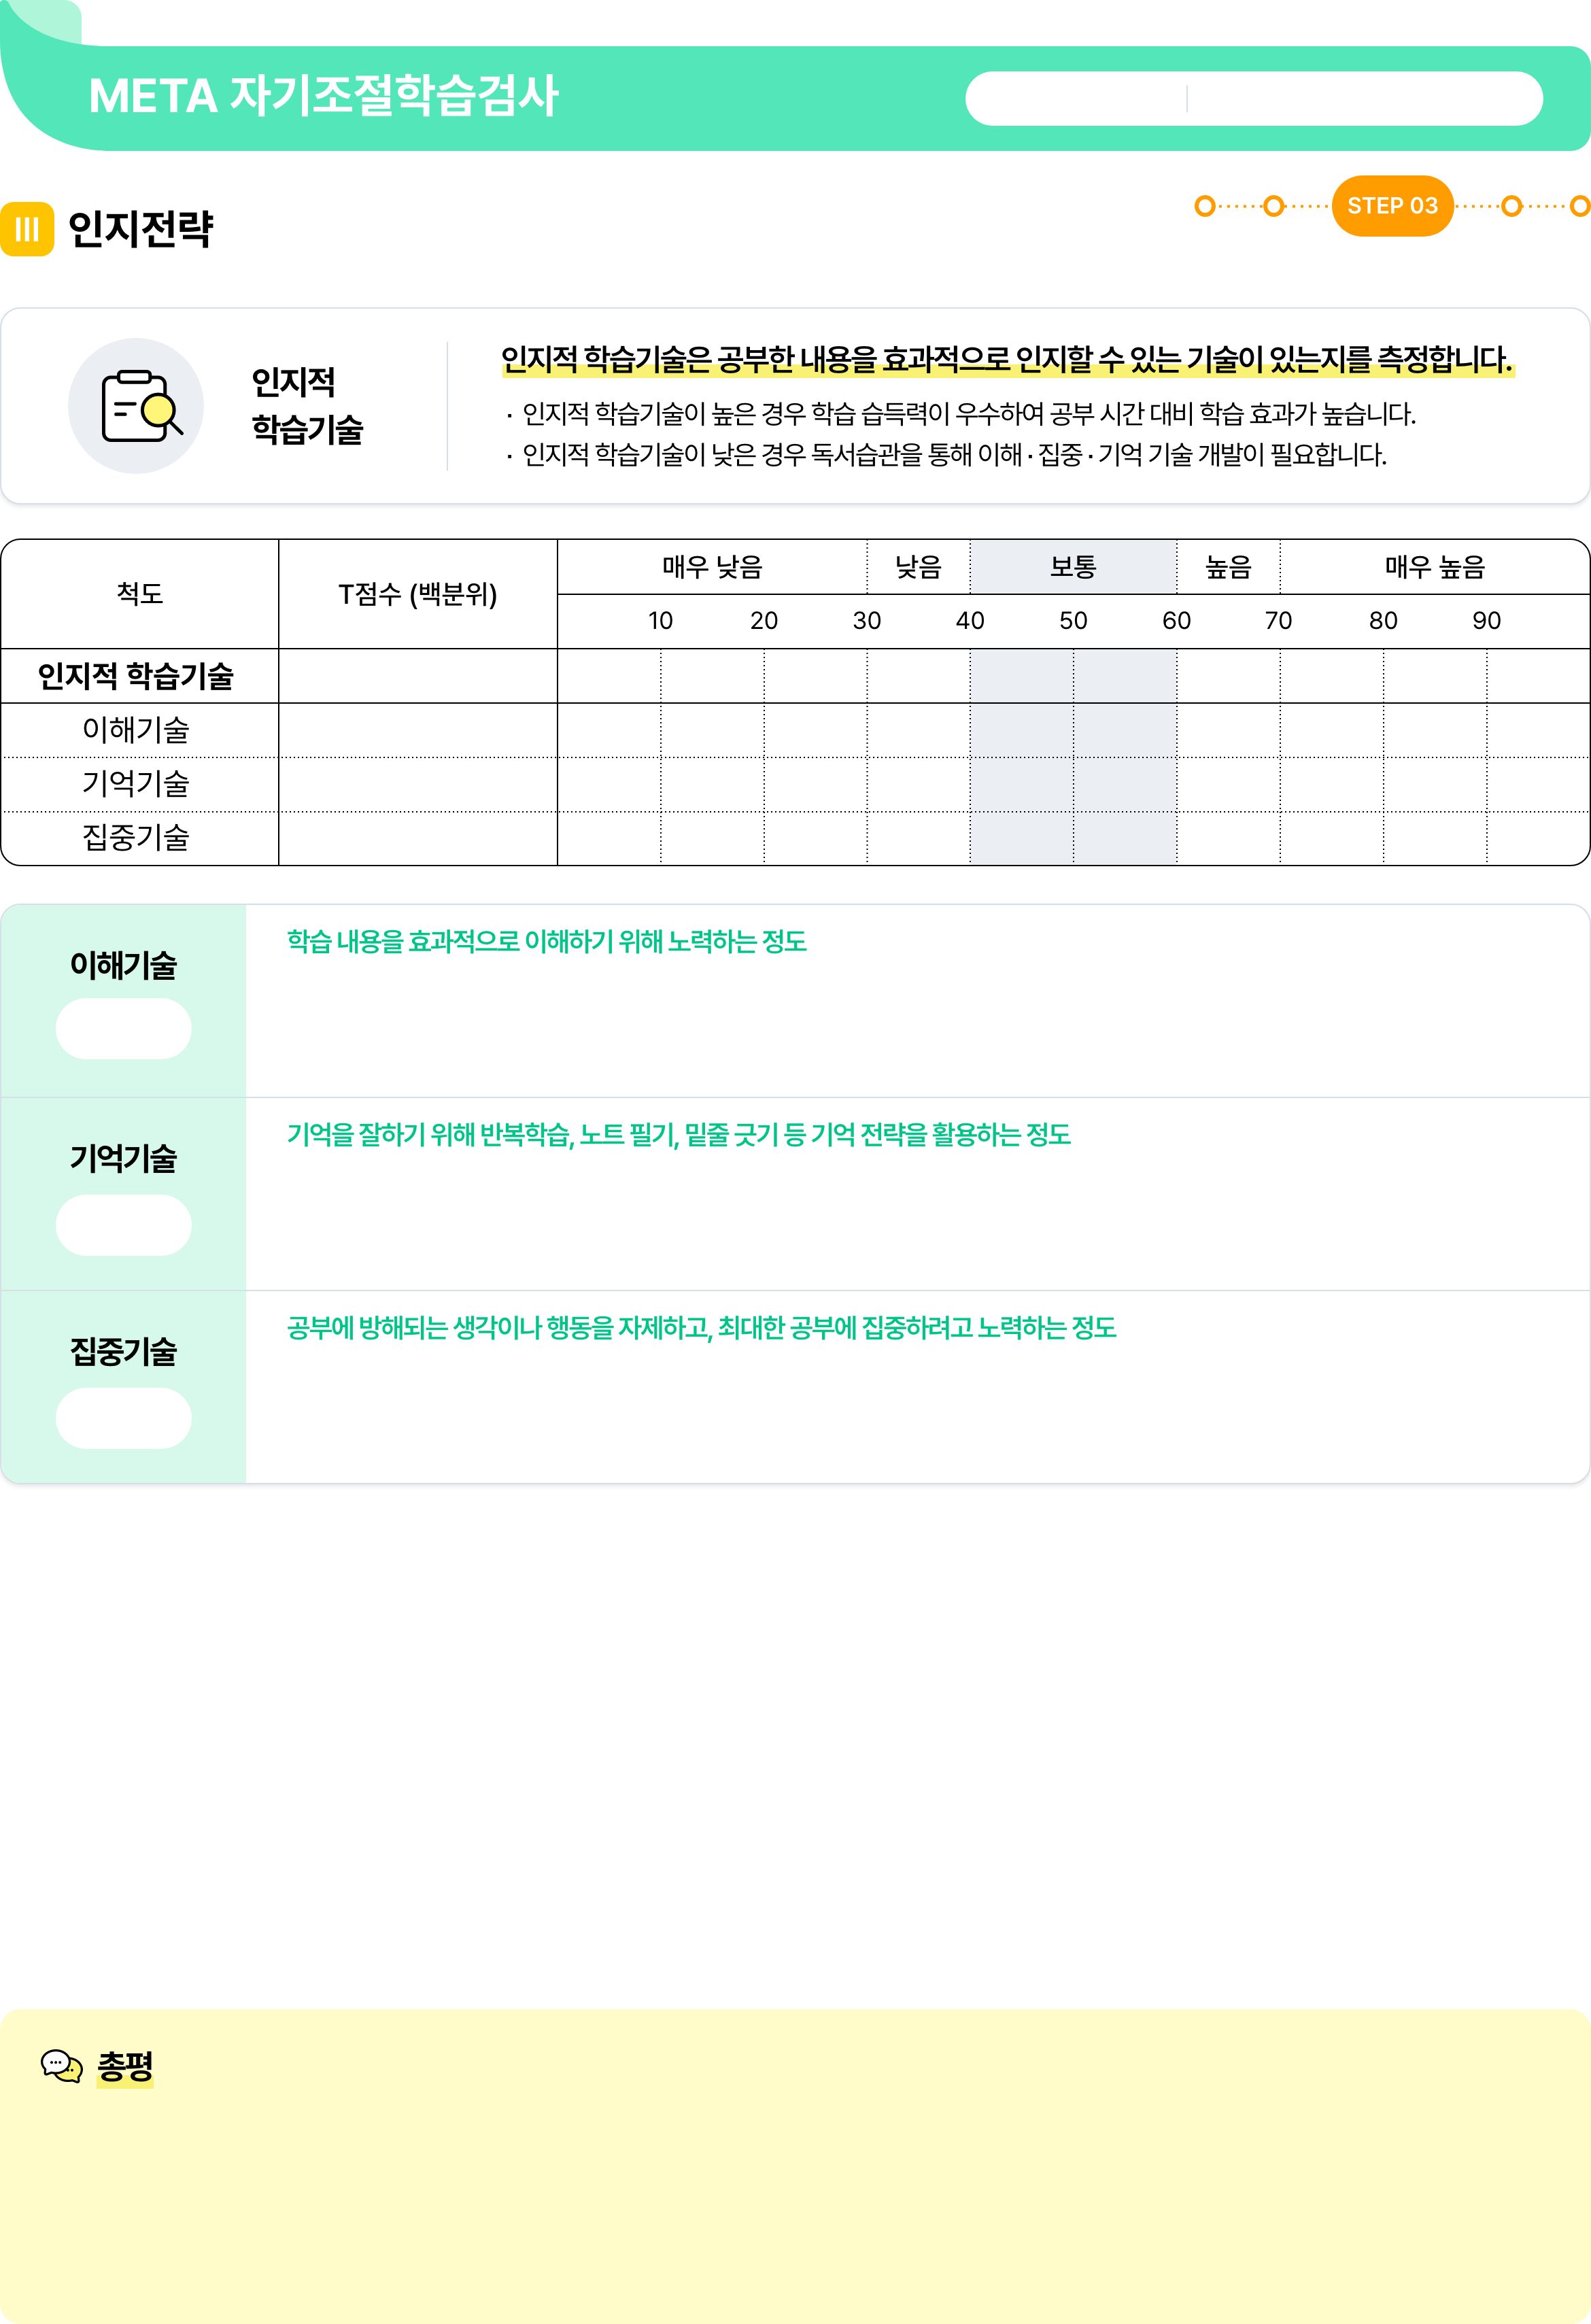 META 자기조절학습검사
STEP 03
III 인지전략
인지적
학습기술
인지적 학습기술은 공부한 내용을 효과적으로 인지할 수 있는 기술이 있는지를 측정합니다.
· 인지적 학습기술이 높은 경우 학습 습득력이 우수하여 공부 시간 대비 학습 효과가 높습니다.
· 인지적 학습기술이 낮은 경우 독서습관을 통해 이해 · 집중 · 기억 기술 개발이 필요합니다.
척도 T점수 (백분위) 매우 낮음 낮음 보통 높음 매우 높음
10 20 30 40 50 60 70 80 90
인지적 학습기술
이해기술
기억기술
집중기술
이해기술
학습 내용을 효과적으로 이해하기 위해 노력하는 정도
기억기술
기억을 잘하기 위해 반복학습, 노트 필기, 밑줄 긋기 등 기억 전략을 활용하는 정도
집중기술
공부에 방해되는 생각이나 행동을 자제하고, 최대한 공부에 집중하려고 노력하는 정도
총평